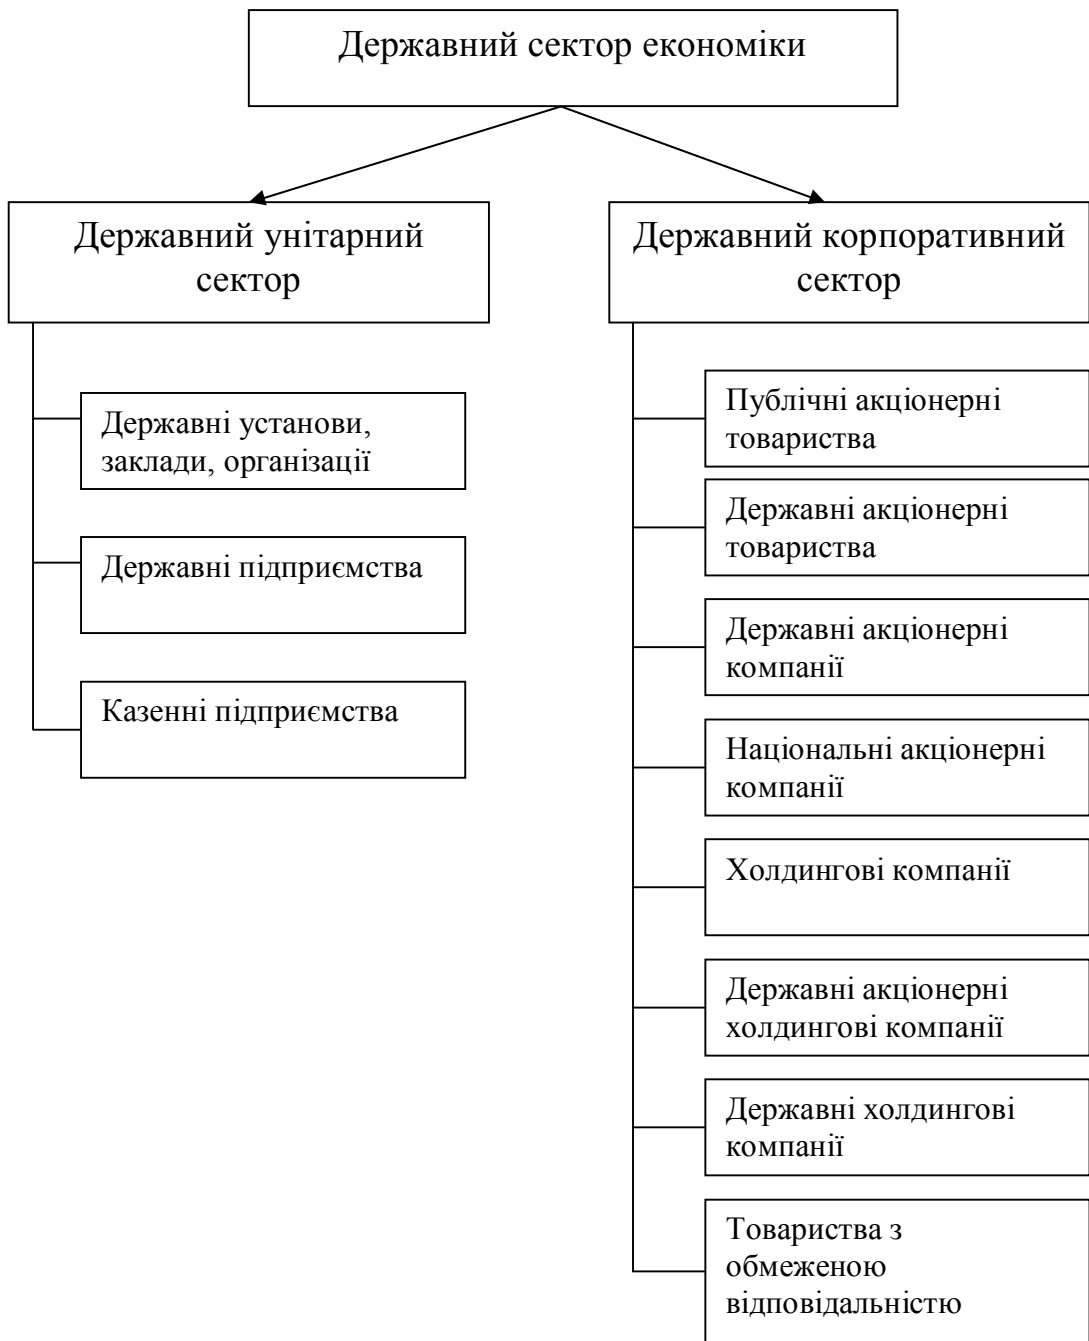 Державний сектор економіки
Державний унітарний
сектор
Державні установи,
заклади, організації
Державні підприємства
Казенні підприємства
Державний корпоративний
сектор
Публічні акціонерні
товариства
Державні акціонерні
товариства
Державні акціонерні
компанії
Національні акціонерні
компанії
Холдингові компанії
Державні акціонерні
холдингові компанії
Державні холдингові
компанії
Товариства з
обмеженою
відповідальністю